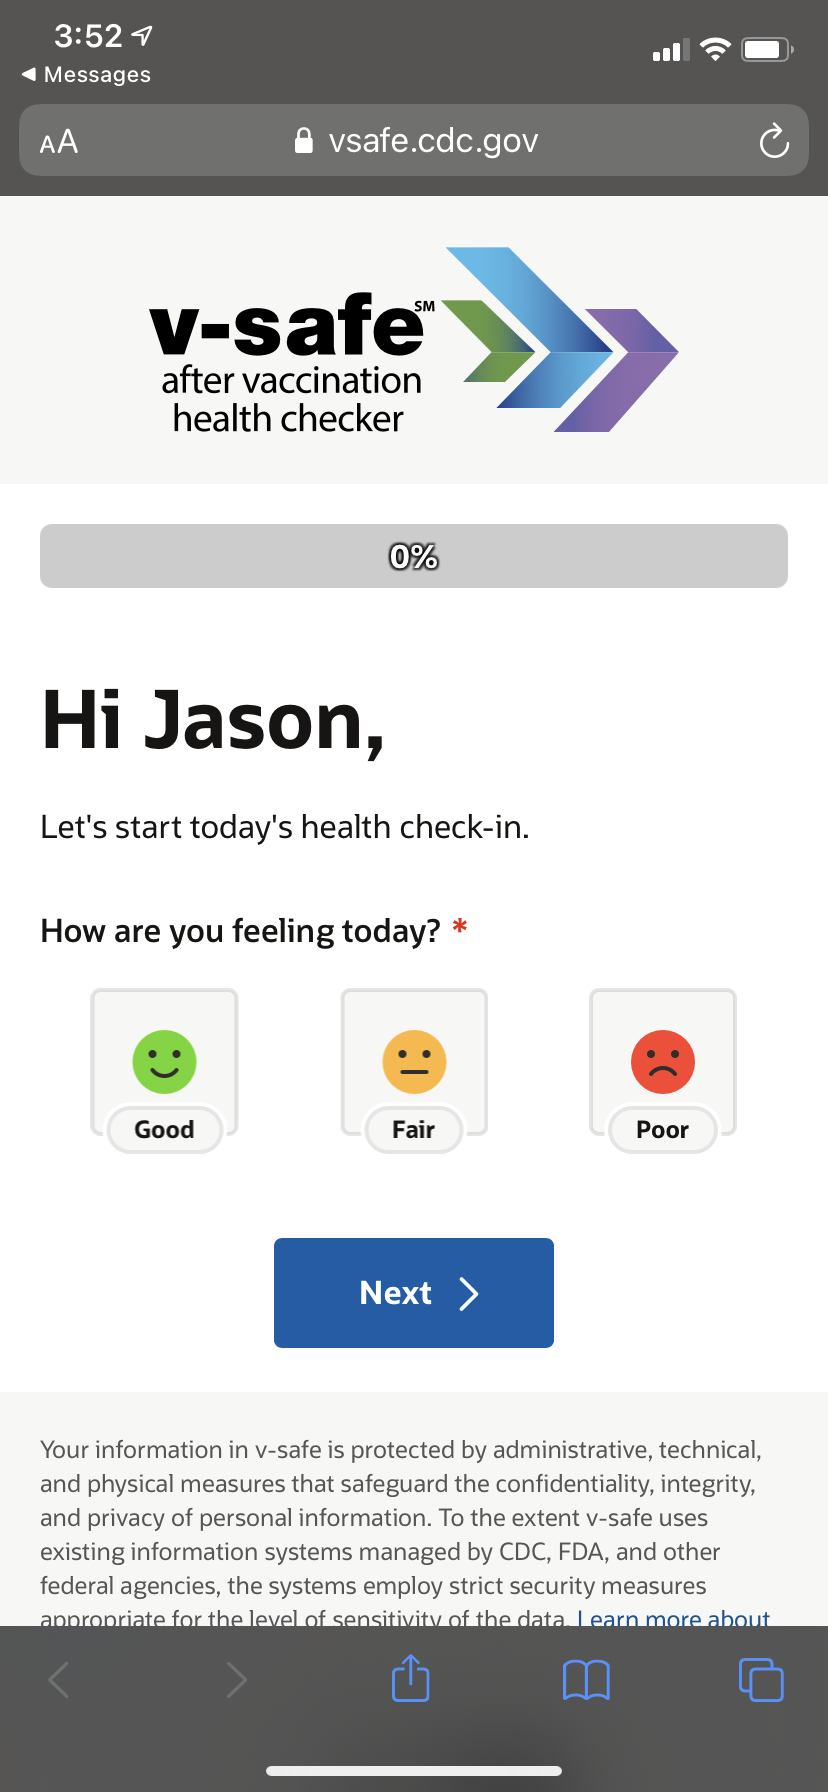 3:52
Messages
AA
vsafe.cdc.gov
v-safe℠
after vaccination
health checker
0%
Hi Jason,
Let's start today's health check-in.
How are you feeling today? *
Good
Fair
Poor
Next
Your information in v-safe is protected by administrative, technical,
and physical measures that safeguard the confidentiality, integrity,
and privacy of personal information. To the extent v-safe uses
existing information systems managed by CDC, FDA, and other
federal agencies, the systems employ strict security measures
appropriate for the level of sensitivity of the data. Learn more about